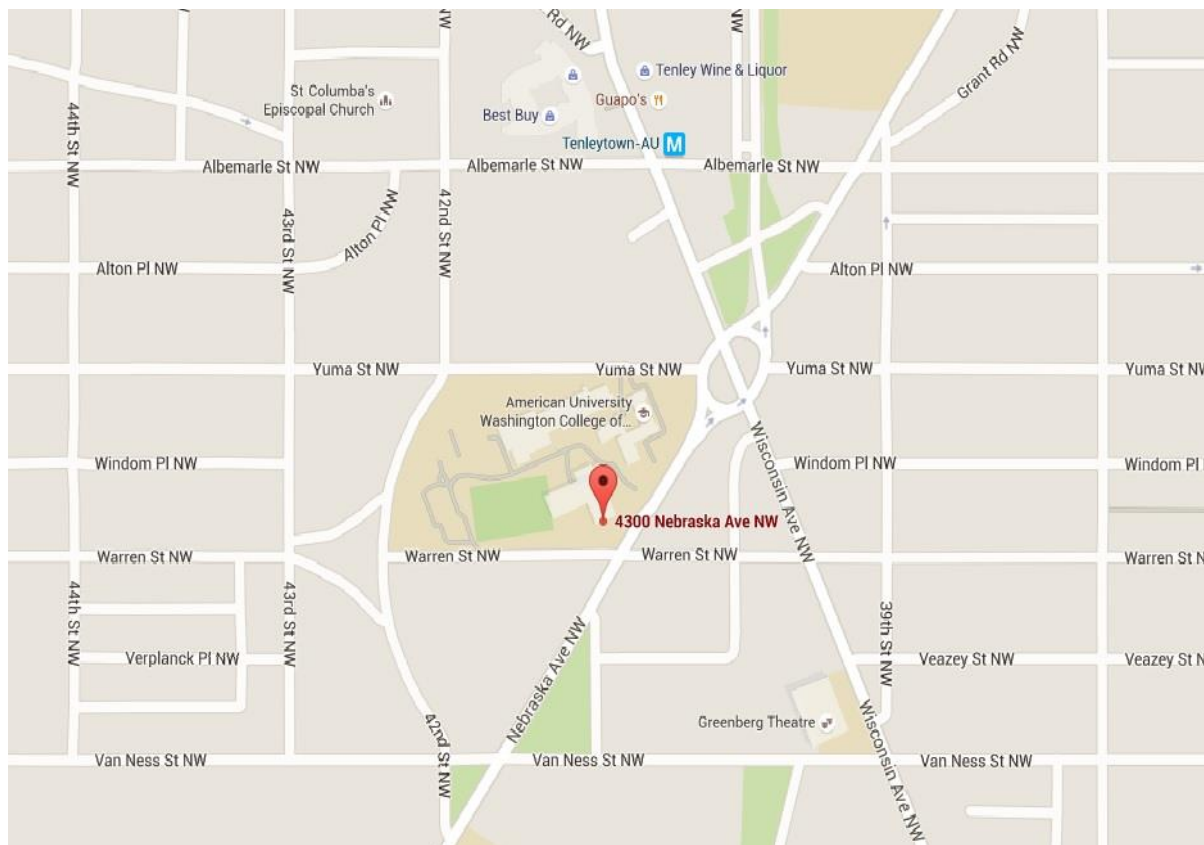 Rd NW
Grant Rd NW
Tenley Wine & Liquor
St Columba's
Episcopal Church
Guapo's
Best Buy
44th St NW
Tenleytown-AU M
Albemarle St NW
Albemarle St NW
Albemarle St NW
Alton Pl NW
42nd St NW
43rd St NW
Alton Pl NW
Alton Pl NW
Yuma St NW
Yuma St NW
Yuma St NW
Yuma St NW
American University
Washington College of...
Wisconsin Ave NW
Windom Pl NW
Windom Pl NW
Windom Pl
4300 Nebraska Ave NW
Warren St NW
Warren St NW
Warren St NW
Warren St N
44th St NW
43rd St NW
39th St NW
Nebraska Ave NW
Verplanck Pl NW
Veazey St NW
Veazey St N
42nd St NW
Greenberg Theatre
Wisconsin Ave NW
Van Ness St NW
Van Ness St NW
Van Ness St NW